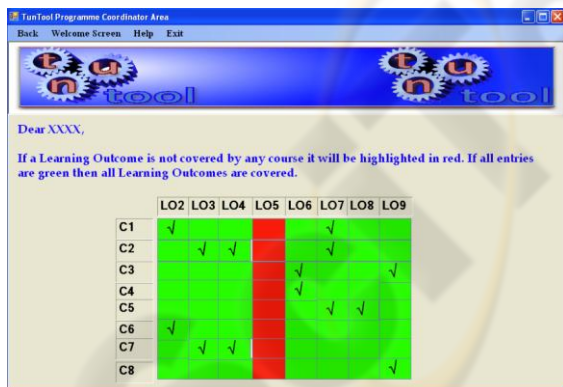 TunTool Programme Coordinator Area
Back Welcome Screen Help Exit
t u n tool t u n tool
Dear XXXX,
If a Learning Outcome is not covered by any course it will be highlighted in red. If all entries
are green then all Learning Outcomes are covered.
LO2 LO3 LO4 LO5 LO6 LO7 LO8 LO9
C1 √ √
C2 √ √ √
C3 √ √
C4 √
C5 √ √
C6 √
C7 √ √
C8 √